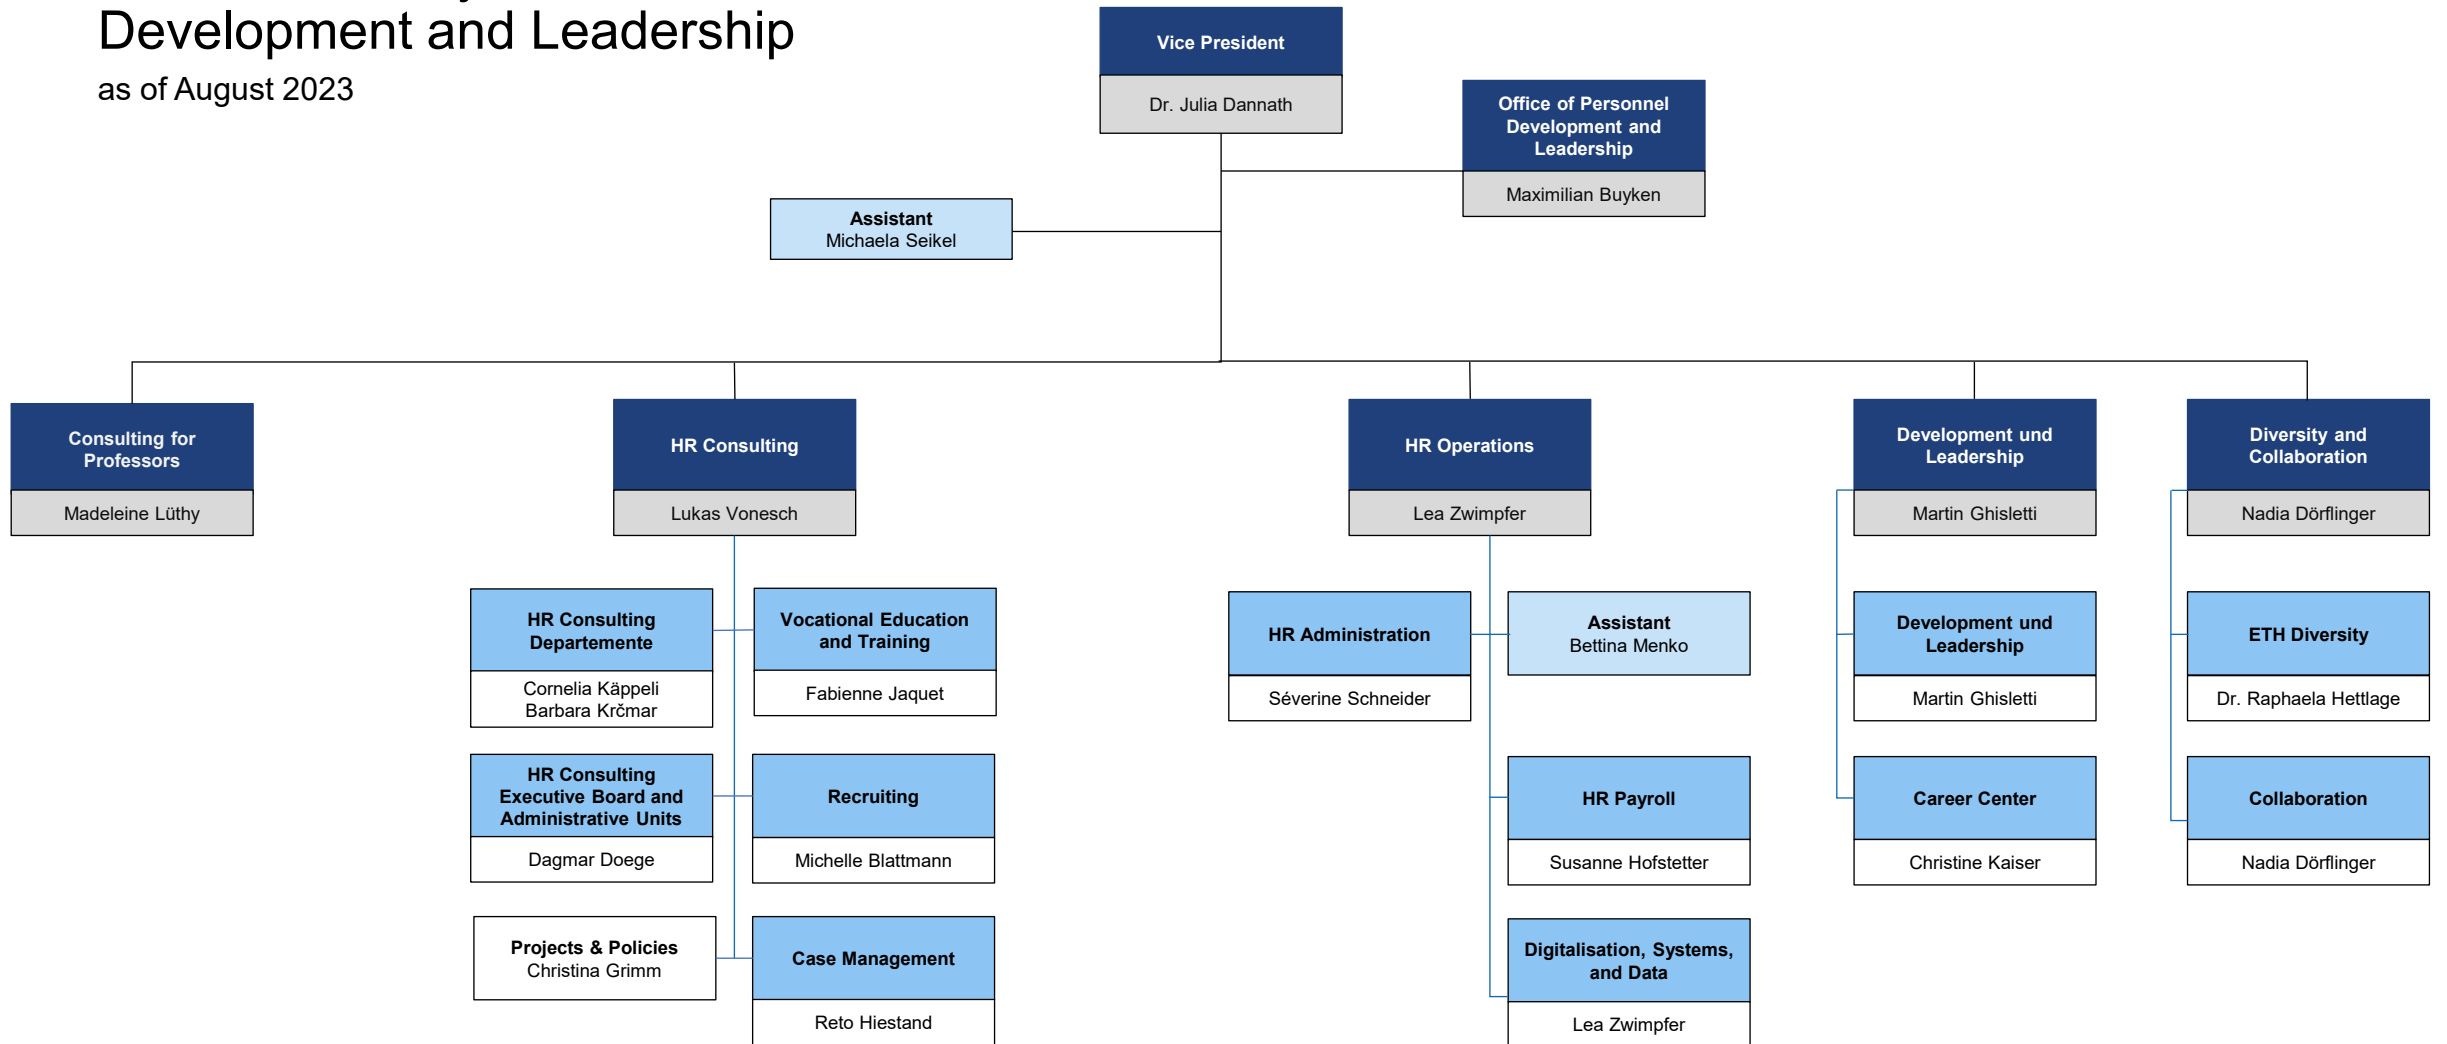 Development and Leadership
as of August 2023
Vice President
Dr. Julia Dannath
Office of Personnel
Development and
Leadership
Maximilian Buyken
Assistant
Michaela Seikel
Consulting for
Professors
Madeleine Lüthy
HR Consulting
Lukas Vonesch
HR Operations
Lea Zwimpfer
Development und
Leadership
Martin Ghisletti
Diversity and
Collaboration
Nadia Dörflinger
HR Consulting
Departemente
Cornelia Käppeli
Barbara Krčmar
Vocational Education
and Training
Fabienne Jaquet
HR Consulting
Executive Board and
Administrative Units
Dagmar Doege
Recruiting
Michelle Blattmann
Projects & Policies
Christina Grimm
Case Management
Reto Hiestand
HR Administration
Séverine Schneider
Assistant
Bettina Menko
HR Payroll
Susanne Hofstetter
Digitalisation, Systems,
and Data
Lea Zwimpfer
Development und
Leadership
Martin Ghisletti
Career Center
Christine Kaiser
ETH Diversity
Dr. Raphaela Hettlage
Collaboration
Nadia Dörflinger